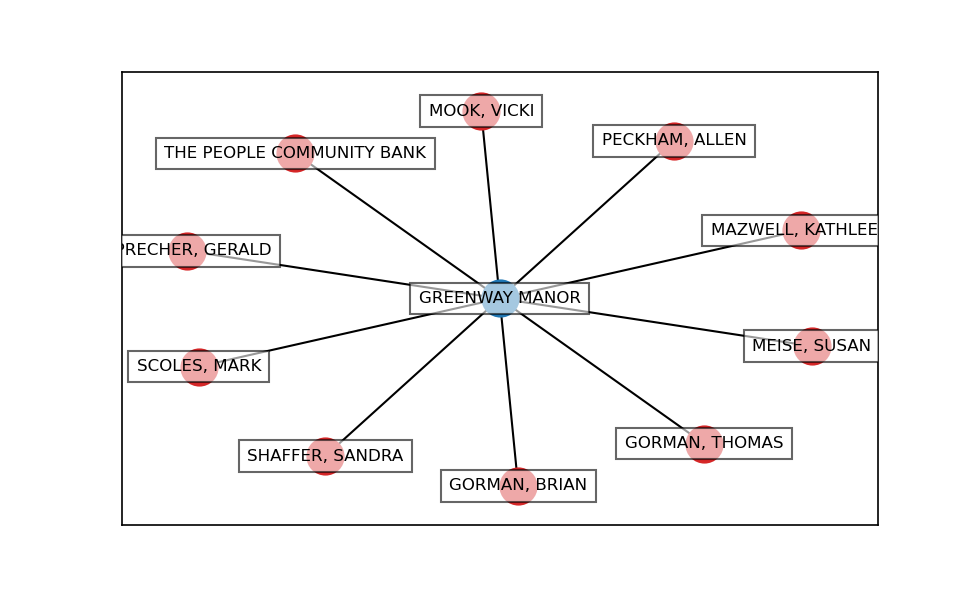 MOOK, VICKI
PECKHAM, ALLEN
THE PEOPLE COMMUNITY BANK
MAZWELL, KATHLEE
PRECHER, GERALD
GREENWAY MANOR
MEISE, SUSAN
SCOLES, MARK
GORMAN, THOMAS
SHAFFER, SANDRA
GORMAN, BRIAN